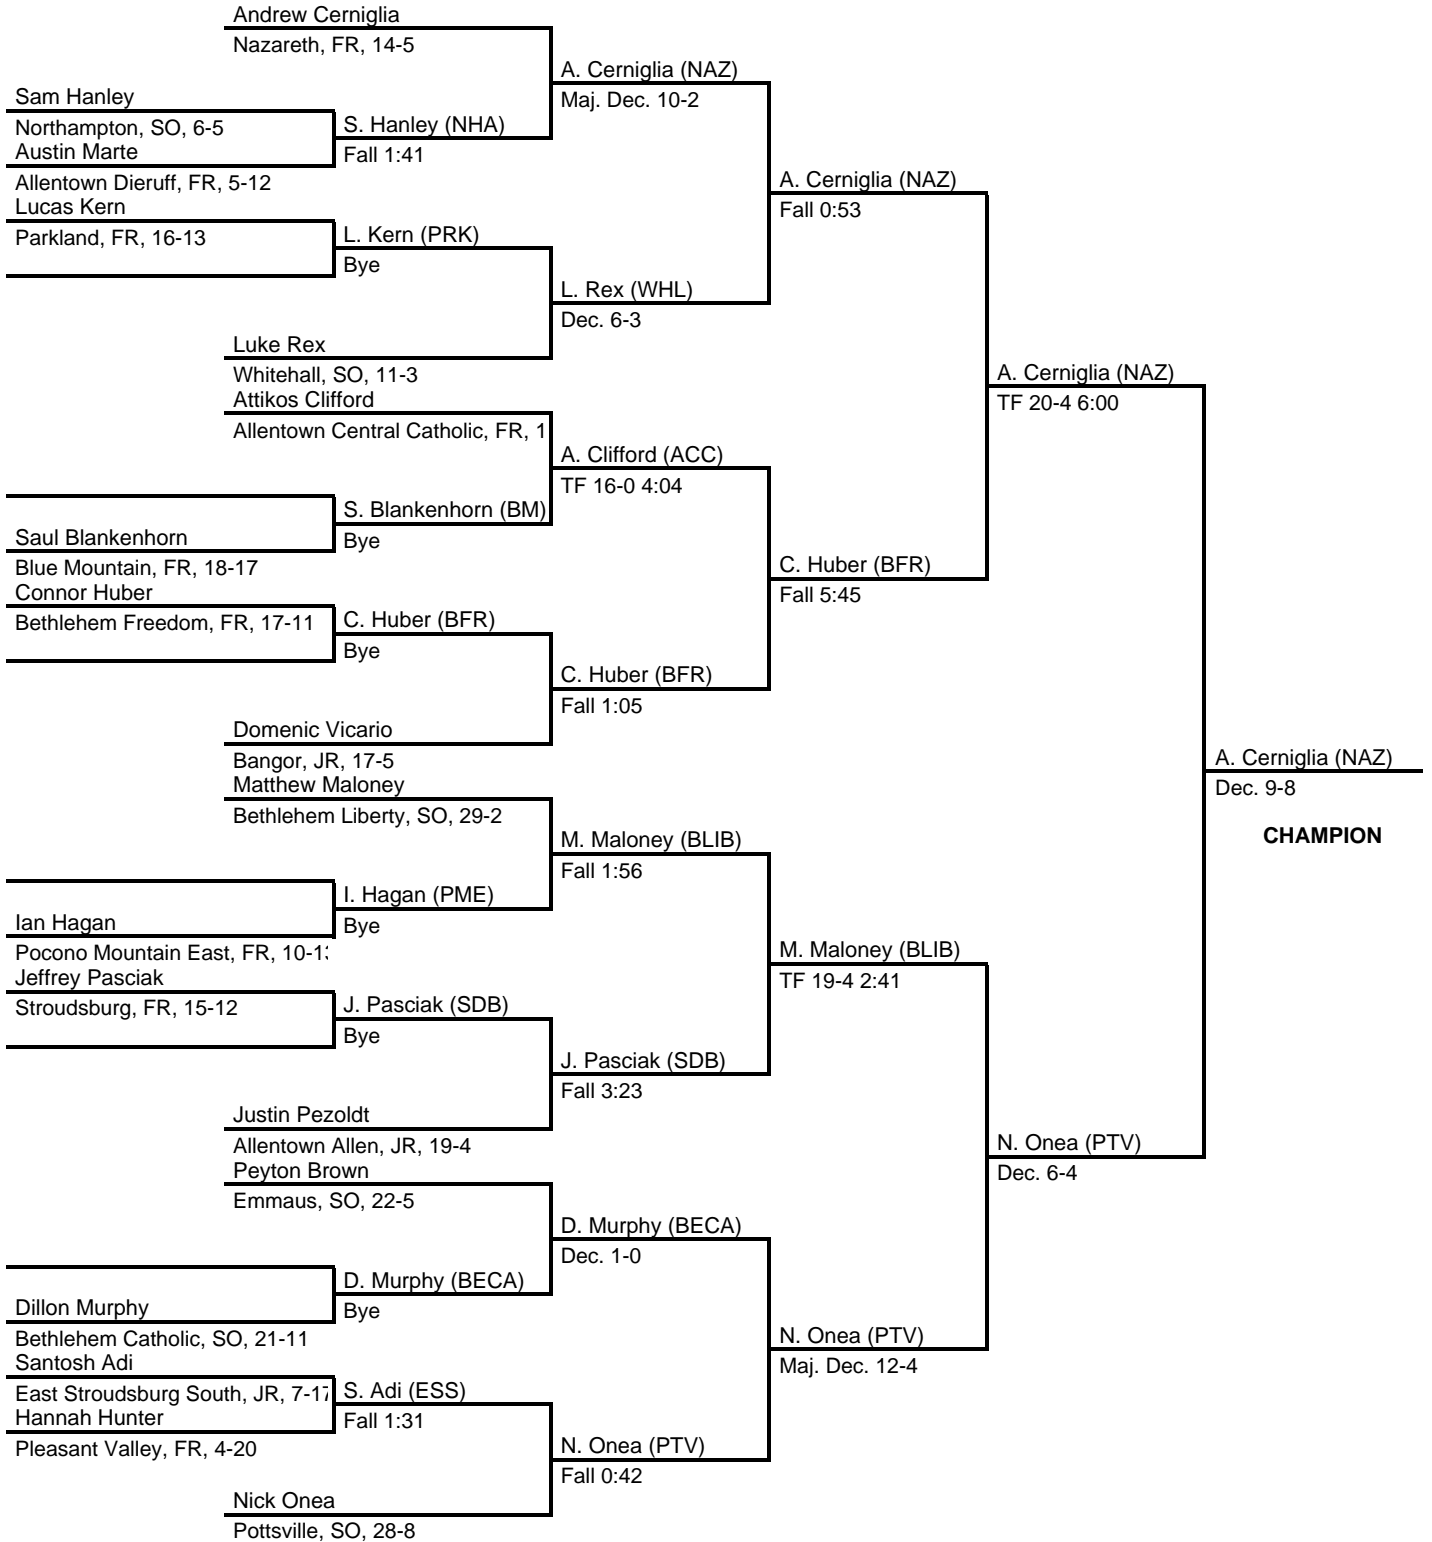 Andrew Cerniglia
Nazareth, FR, 14-5
A. Cerniglia (NAZ)
Maj. Dec. 10-2
Sam Hanley
Northampton, SO, 6-5
S. Hanley (NHA)
Fall 1:41
Austin Marte
Allentown Dieruff, FR, 5-12
A. Cerniglia (NAZ)
Fall 0:53
Lucas Kern
Parkland, FR, 16-13
L. Kern (PRK)
Bye
L. Rex (WHL)
Dec. 6-3
Luke Rex
Whitehall, SO, 11-3
A. Cerniglia (NAZ)
TF 20-4 6:00
Attikos Clifford
Allentown Central Catholic, FR, 1
A. Clifford (ACC)
TF 16-0 4:04
S. Blankenhorn (BM)
Bye
Saul Blankenhorn
Blue Mountain, FR, 18-17
C. Huber (BFR)
Fall 5:45
Connor Huber
Bethlehem Freedom, FR, 17-11
C. Huber (BFR)
Bye
C. Huber (BFR)
Fall 1:05
Domenic Vicario
Bangor, JR, 17-5
A. Cerniglia (NAZ)
Dec. 9-8
CHAMPION
Matthew Maloney
Bethlehem Liberty, SO, 29-2
M. Maloney (BLIB)
Fall 1:56
I. Hagan (PME)
Bye
Ian Hagan
Pocono Mountain East, FR, 10-1
M. Maloney (BLIB)
TF 19-4 2:41
Jeffrey Pasciak
Stroudsburg, FR, 15-12
J. Pasciak (SDB)
Bye
J. Pasciak (SDB)
Fall 3:23
Justin Pezoldt
Allentown Allen, JR, 19-4
N. Onea (PTV)
Dec. 6-4
Peyton Brown
Emmaus, SO, 22-5
D. Murphy (BECA)
Dec. 1-0
D. Murphy (BECA)
Bye
Dillon Murphy
Bethlehem Catholic, SO, 21-11
N. Onea (PTV)
Maj. Dec. 12-4
Santosh Adi
East Stroudsburg South, JR, 7-17
S. Adi (ESS)
Fall 1:31
Hannah Hunter
Pleasant Valley, FR, 4-20
N. Onea (PTV)
Fall 0:42
Nick Onea
Pottsville, SO, 28-8